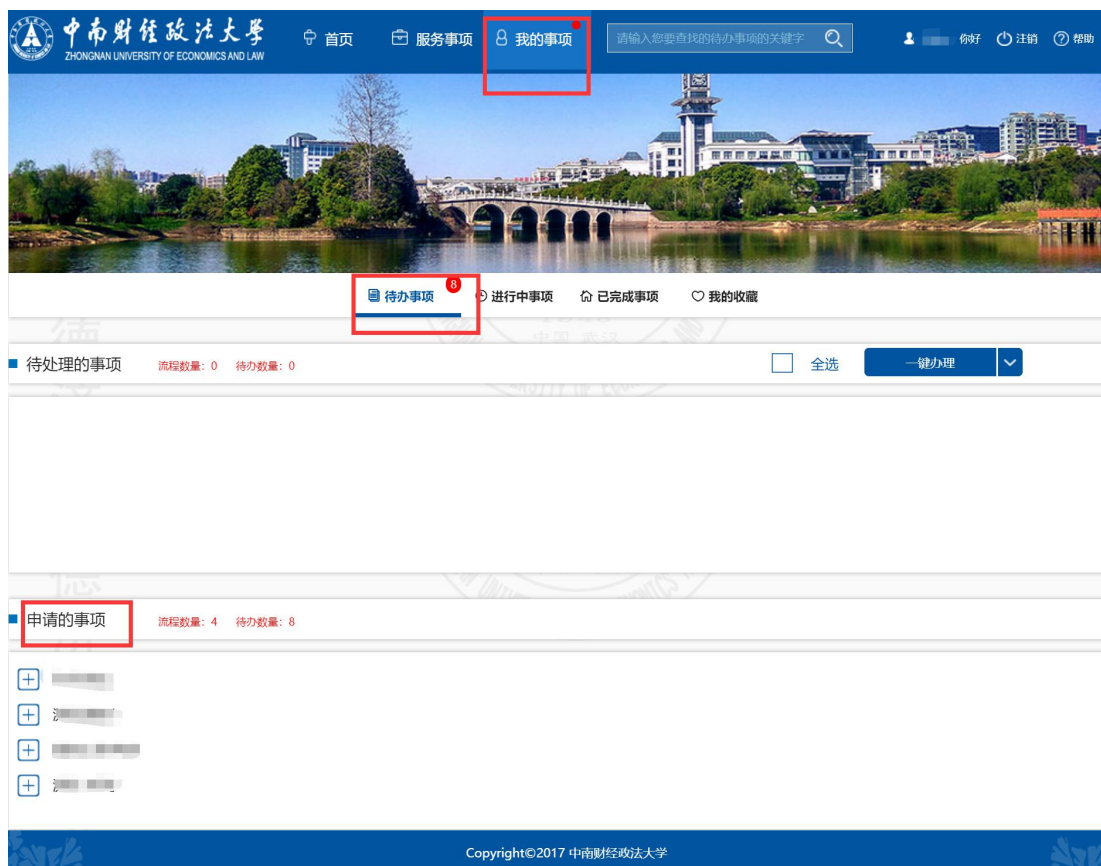 中南财经政法大学 首页 服务事项 我的事项 请输入您要查找的待办事项的关键字 你好 注销 帮助
ZHONGNAN UNIVERSITY OF ECONOMICS AND LAW
待办事项 8 进行中事项 已完成事项 我的收藏
中国 武汉
待处理的事项 流程数量: 0 待办数量: 0 全选 一键办理
申请的事项 流程数量: 4 待办数量: 8
Copyright©2017 中南财经政法大学